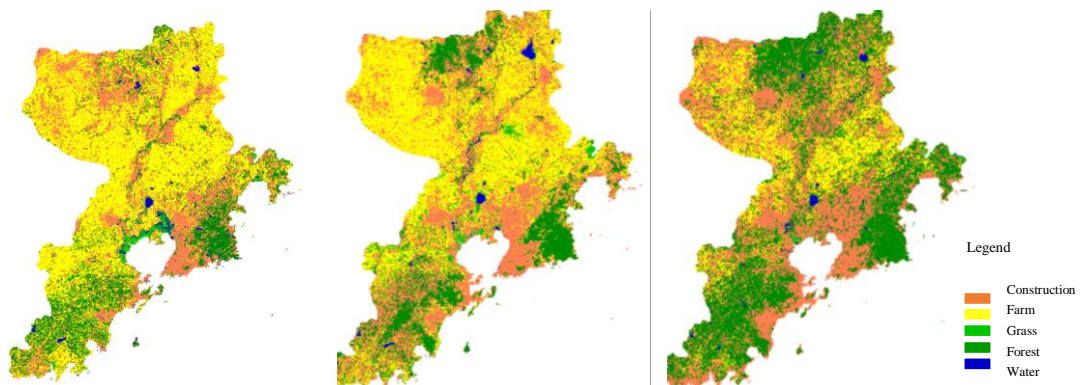 Legend
Construction
Farm
Grass
Forest
Water